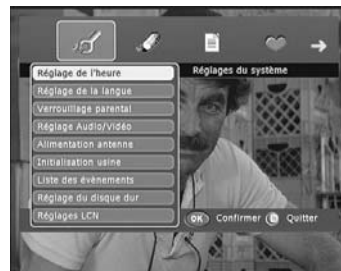 Réglage de l'heure
Réglages du système
Réglage de la langue
Verrouillage parental
Réglage Audio/Vidéo
Alimentation antenne
Initialisation usine
Liste des évènements
Réglage du disque dur
Réglages LCN
OK Confirmer Quitter